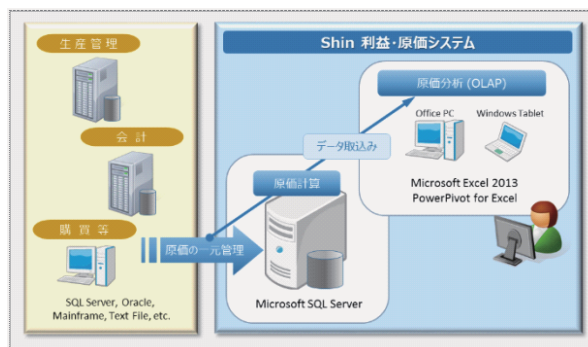 生産管理
会計
購買等
SQL Server, Oracle,
Mainframe, Text File, etc.
原価の一元管理
Shin 利益・原価システム
原価分析 (OLAP)
Office PC
Windows Tablet
データ取込み
Microsoft Excel 2013
PowerPivot for Excel
原価計算
Microsoft SQL Server